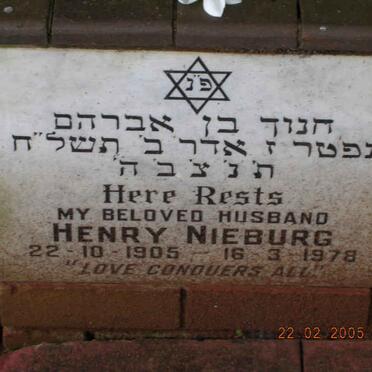 פ״נ
חנוך בן אברהם
נפטר ז אדר ב׳ תשל״ח
ת נ צ ב ה
Here Rests
MY BELOVED HUSBAND
HENRY NIEBURG
22-10-1905 — 16-3-1978
"LOVE CONQUERS ALL"
22 02 2005